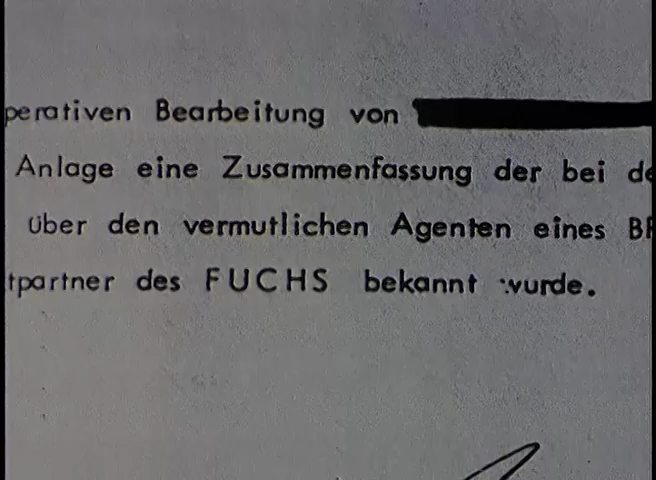 perativen Bearbeitung von
Anlage eine Zusammenfassung der bei
über den vermutlichen Agenten eines
tpartner des FUCHS bekannt wurde.